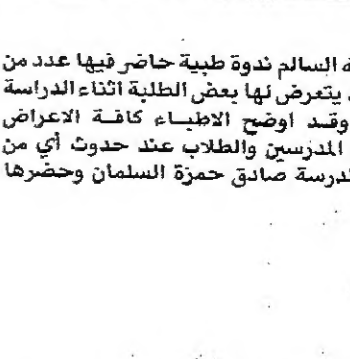 ه السالم ندوة طبية حاضر فيها عدد من
يتعرض لها بعض الطلبة اثناء الدراسة
وقد اوضح الاطباء كافة الاعراض
المدرسين والطلاب عند حدوث أي من
درسة صادق حمزة السلمان وحضرها